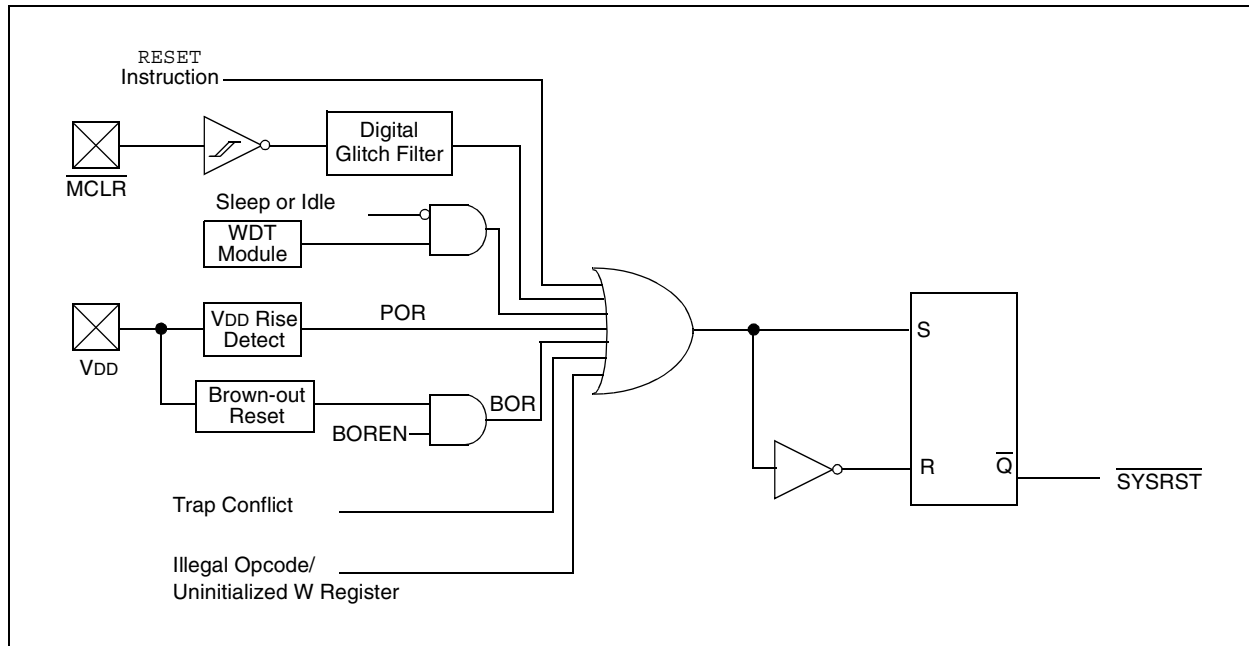 RESET
Instruction
Digital
Glitch Filter
MCLR
Sleep or Idle
WDT
Module
VDD Rise
Detect
POR
VDD
Brown-out
Reset
BOR
BOREN
S
R
Q
SYSRST
Trap Conflict
Illegal Opcode/
Uninitialized W Register